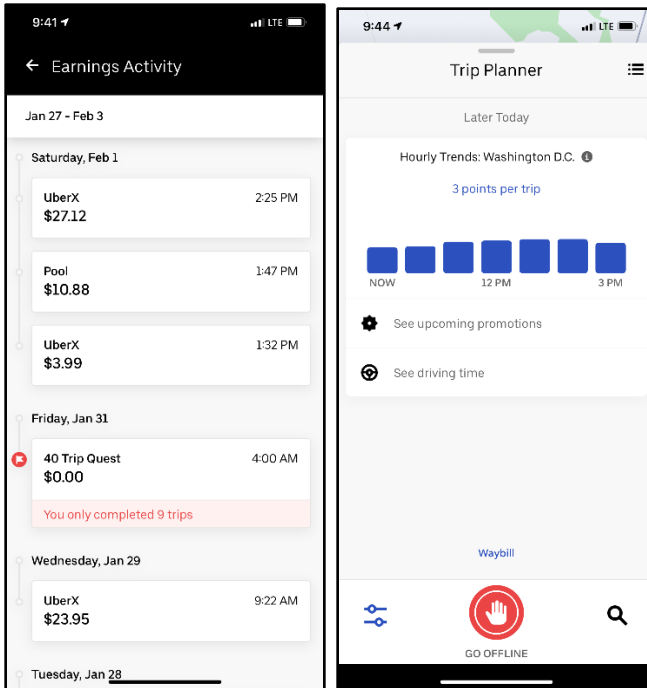 9:41
LTE
Earnings Activity
Jan 27 - Feb 3
Saturday, Feb 1
UberX 2:25 PM
$27.12
Pool 1:47 PM
$10.88
UberX 1:32 PM
$3.99
Friday, Jan 31
40 Trip Quest 4:00 AM
$0.00
You only completed 9 trips
Wednesday, Jan 29
UberX 9:22 AM
$23.95
Tuesday, Jan 28
9:44
LTE
Trip Planner
Later Today
Hourly Trends: Washington D.C.
3 points per trip
NOW 12 PM 3 PM
See upcoming promotions
See driving time
Waybill
GO OFFLINE